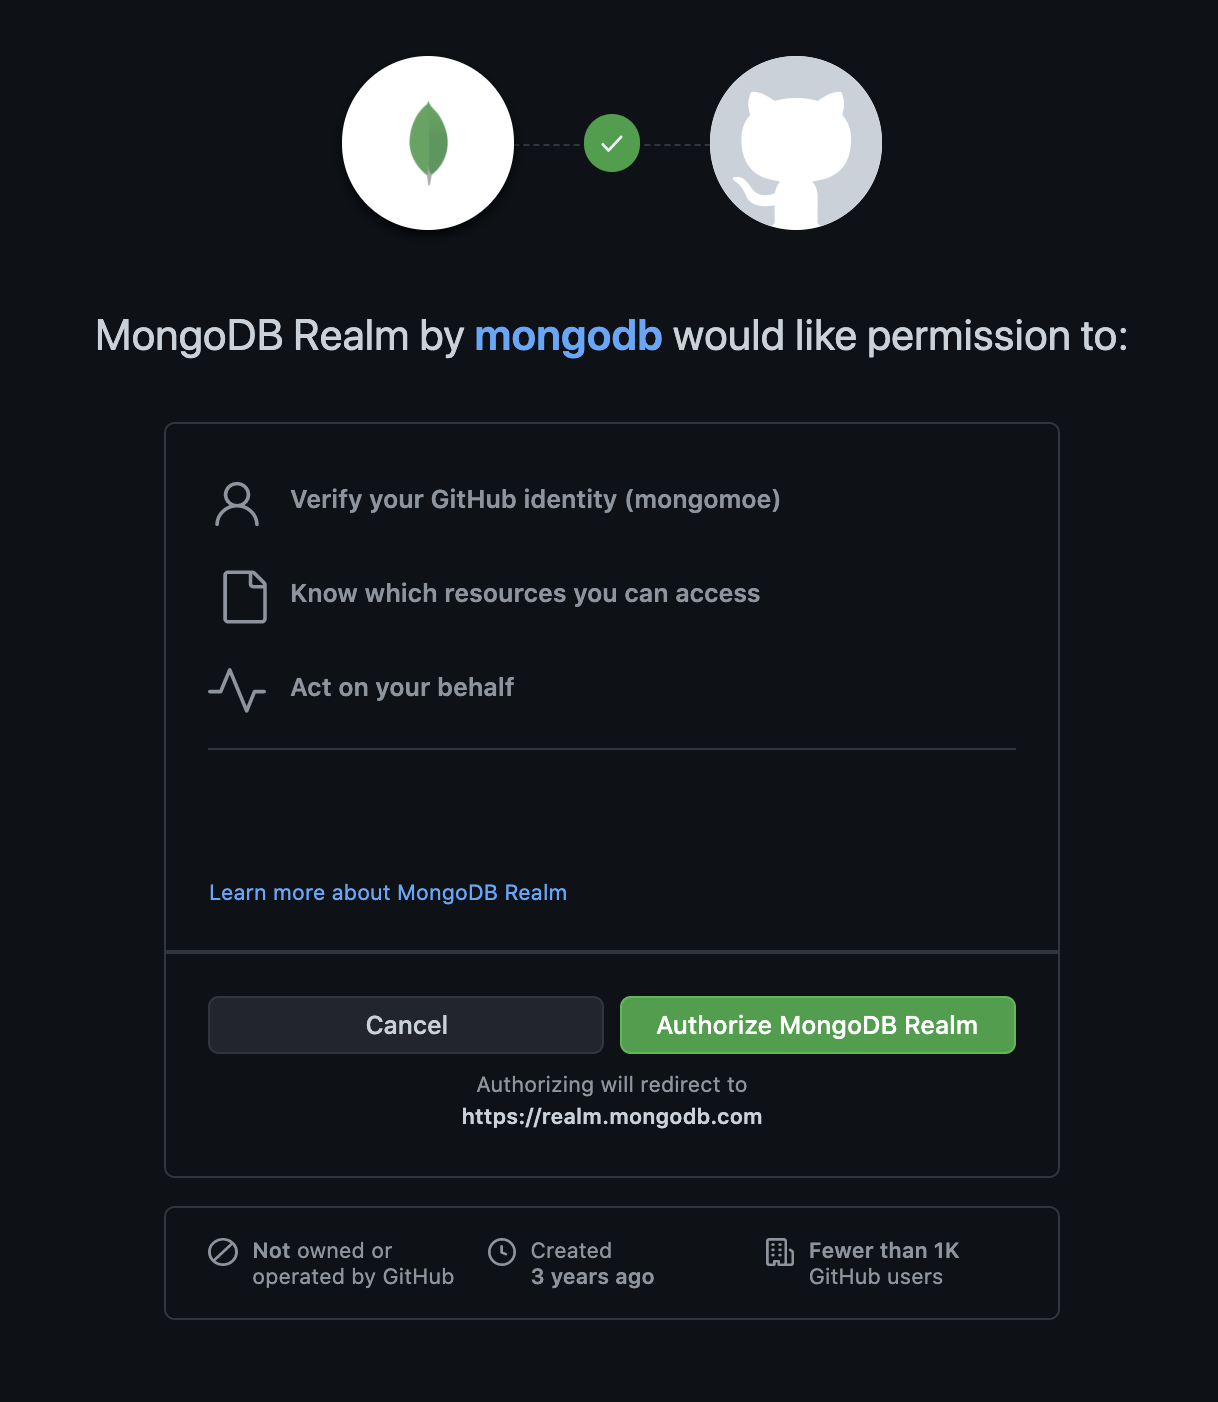 MongoDB Realm by mongodb would like permission to:
Verify your GitHub identity (mongomoe)
Know which resources you can access
Act on your behalf
Learn more about MongoDB Realm
Cancel
Authorize MongoDB Realm
Authorizing will redirect to
https://realm.mongodb.com
Not owned or
operated by GitHub
Created
3 years ago
Fewer than 1K
GitHub users